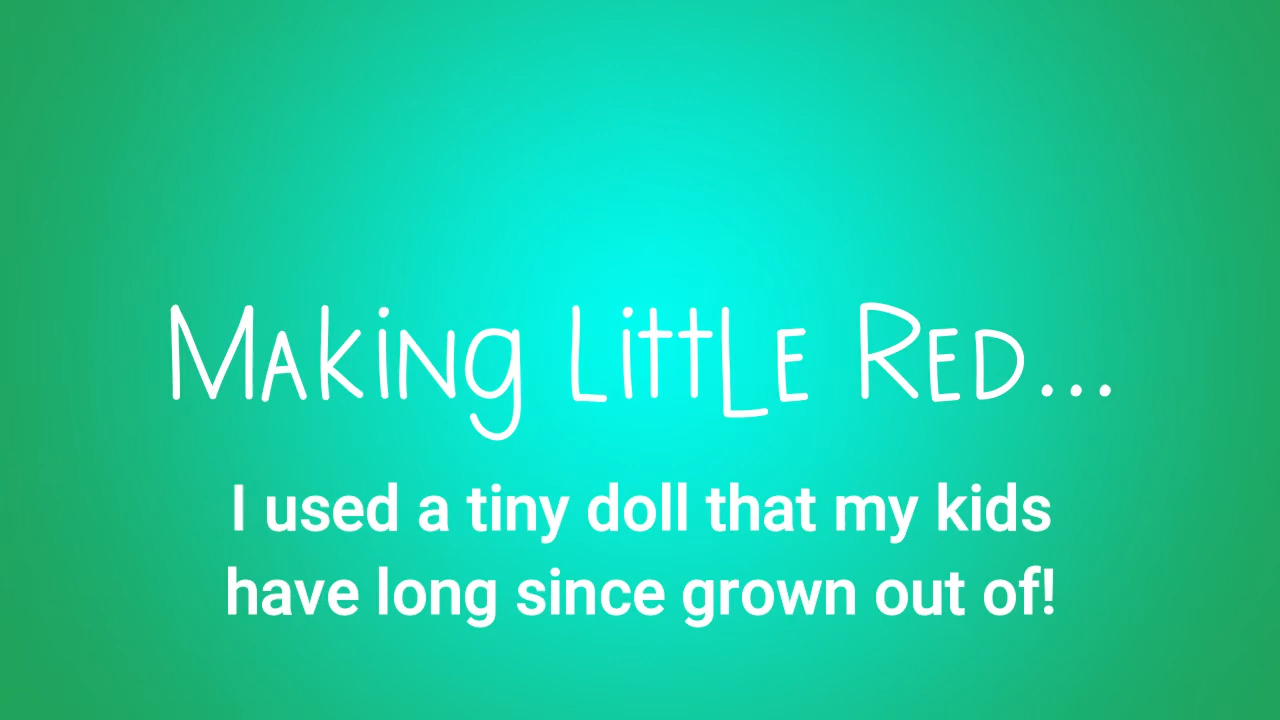 Making Little Red...
I used a tiny doll that my kids
have long since grown out of!